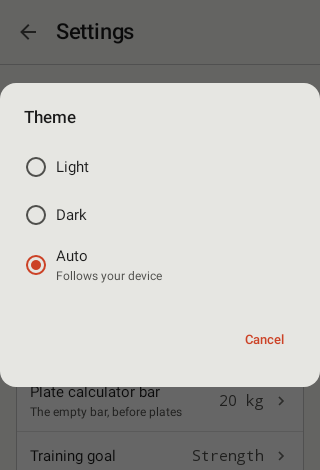 Settings
Theme
Light
Dark
Auto
Follows your device
Cancel
Plate calculator bar
20 kg
The empty bar, before plates
Training goal
Strength